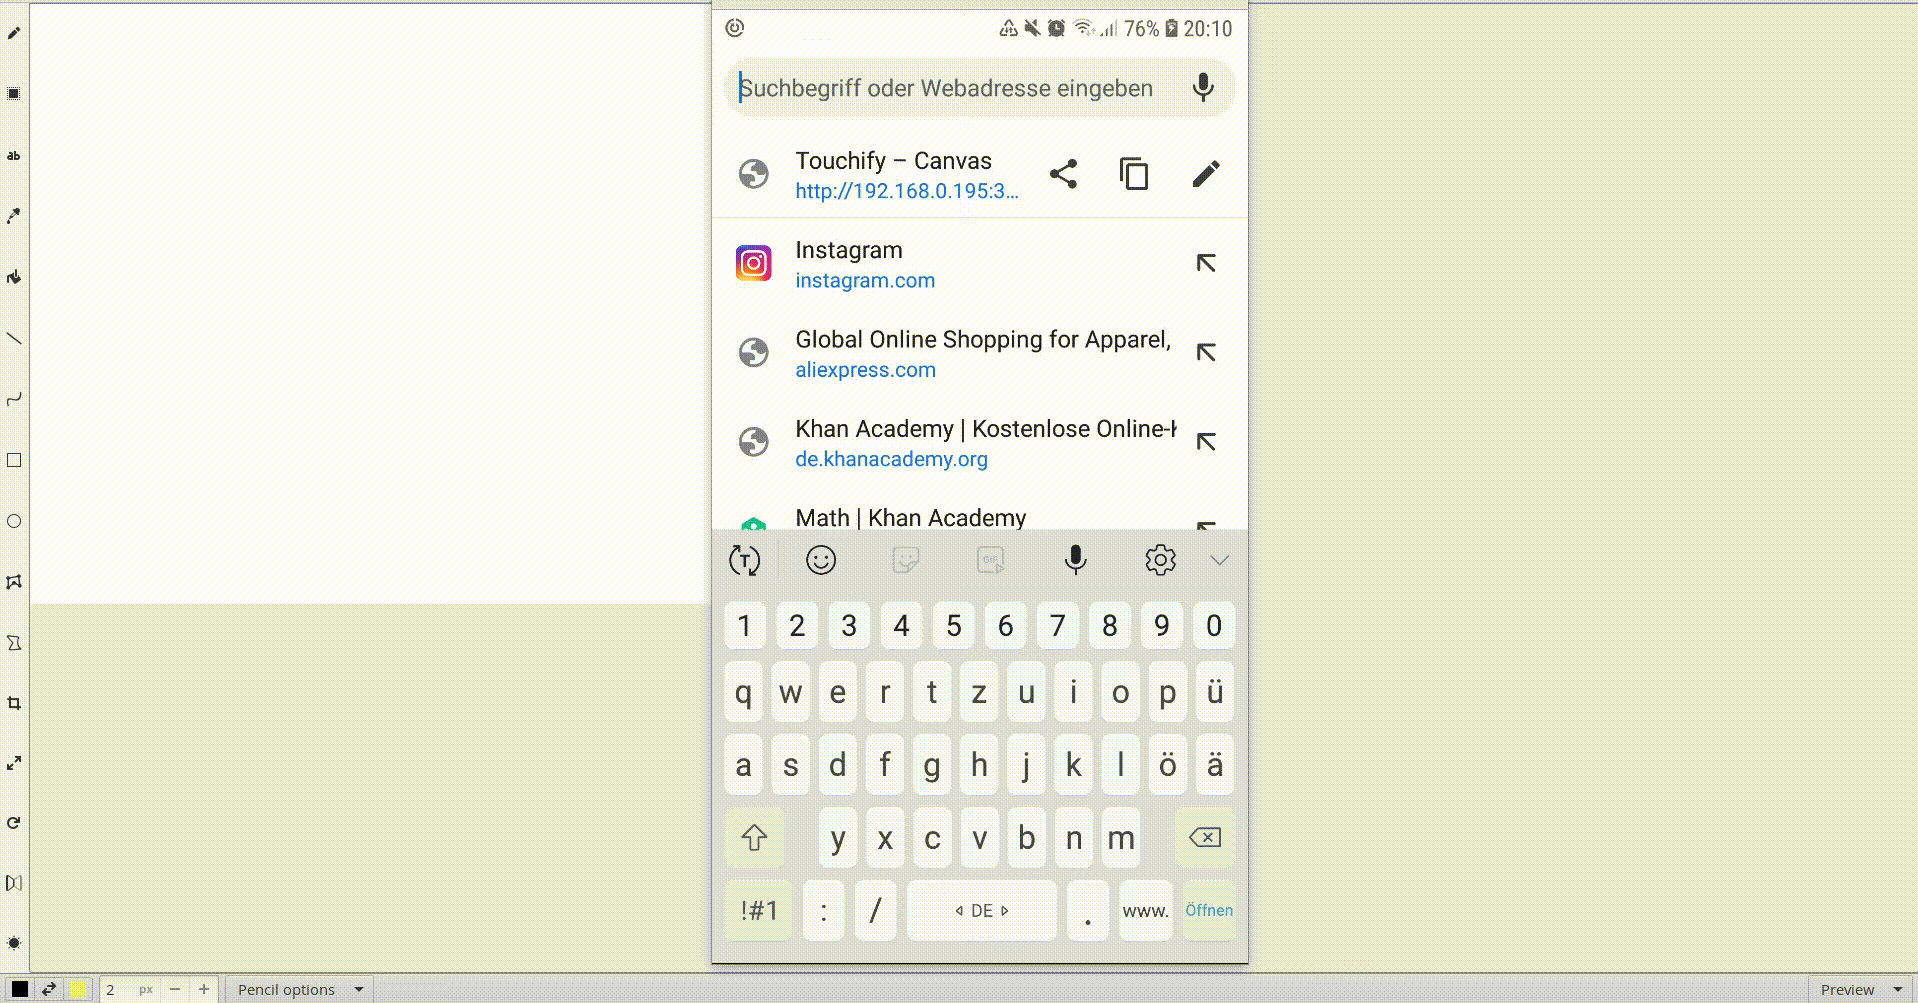 76% 20:10
Suchbegriff oder Webadresse eingeben
Touchify – Canvas
http://192.168.0.195:3...
Instagram
instagram.com
Global Online Shopping for Apparel,
aliexpress.com
Khan Academy | Kostenlose Online-
de.khanacademy.org
Math | Khan Academy
T
GIF
1 2 3 4 5 6 7 8 9 0
q w e r t z u i o p ü
a s d f g h j k l ö ä
y x c v b n m
!#1 : / DE . www. Öffnen
ab
2 px − + Pencil options Preview